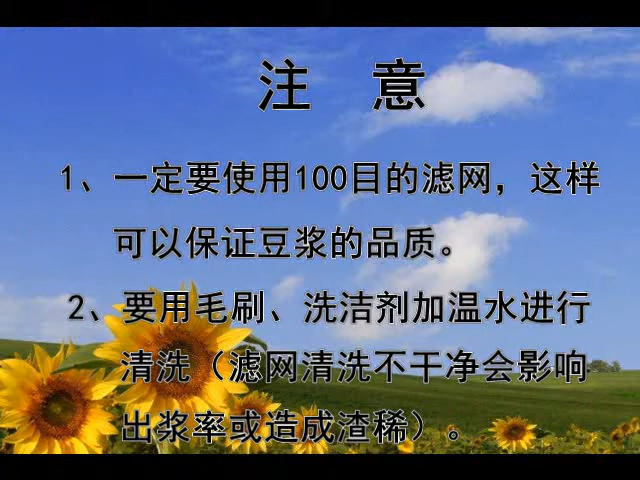 注 意
1、一定要使用100目的滤网，这样
可以保证豆浆的品质。
2、要用毛刷、洗洁剂加温水进行
清洗（滤网清洗不干净会影响
出浆率或造成渣稀）。